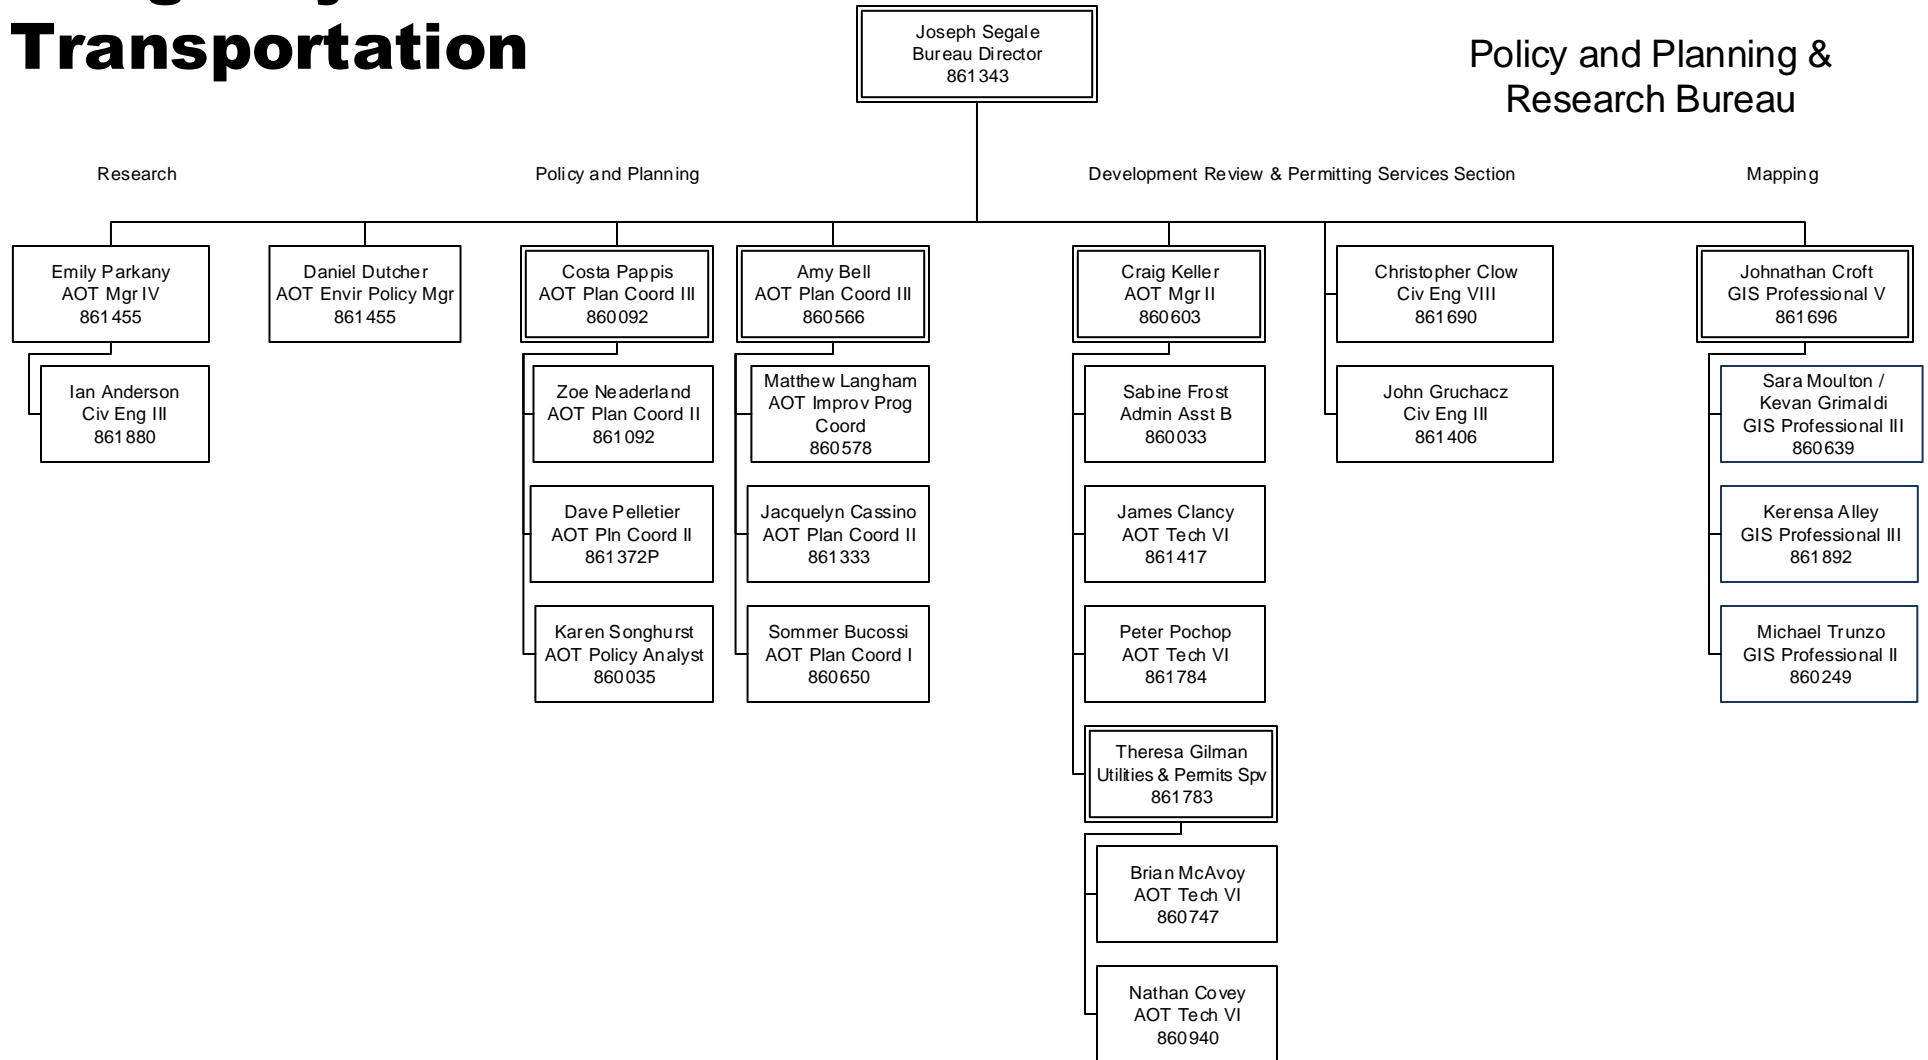 Transportation
Joseph Segale
Bureau Director
861343
Policy and Planning &
Research Bureau
Research
Policy and Planning
Development Review & Permitting Services Section
Mapping
Emily Parkany
AOT Mgr IV
861455
Daniel Dutcher
AOT Envir Policy Mgr
861455
Costa Pappis
AOT Plan Coord III
860092
Amy Bell
AOT Plan Coord III
860566
Craig Keller
AOT Mgr II
860603
Christopher Clow
Civ Eng VIII
861690
Johnathan Croft
GIS Professional V
861696
Ian Anderson
Civ Eng III
861880
Zoe Neaderland
AOT Plan Coord II
861092
Matthew Langham
AOT Improv Prog
Coord
860578
Sabine Frost
Admin Asst B
860033
John Gruchacz
Civ Eng III
861406
Sara Moulton /
Kevan Grimaldi
GIS Professional III
860639
Dave Pelletier
AOT Pln Coord II
861372P
Jacquelyn Cassino
AOT Plan Coord II
861333
James Clancy
AOT Tech VI
861417
Kerensa Alley
GIS Professional III
861892
Karen Songhurst
AOT Policy Analyst
860035
Sommer Bucossi
AOT Plan Coord I
860650
Peter Pochop
AOT Tech VI
861784
Michael Trunzo
GIS Professional II
860249
Theresa Gilman
Utilities & Permits Spv
861783
Brian McAvoy
AOT Tech VI
860747
Nathan Covey
AOT Tech VI
860940